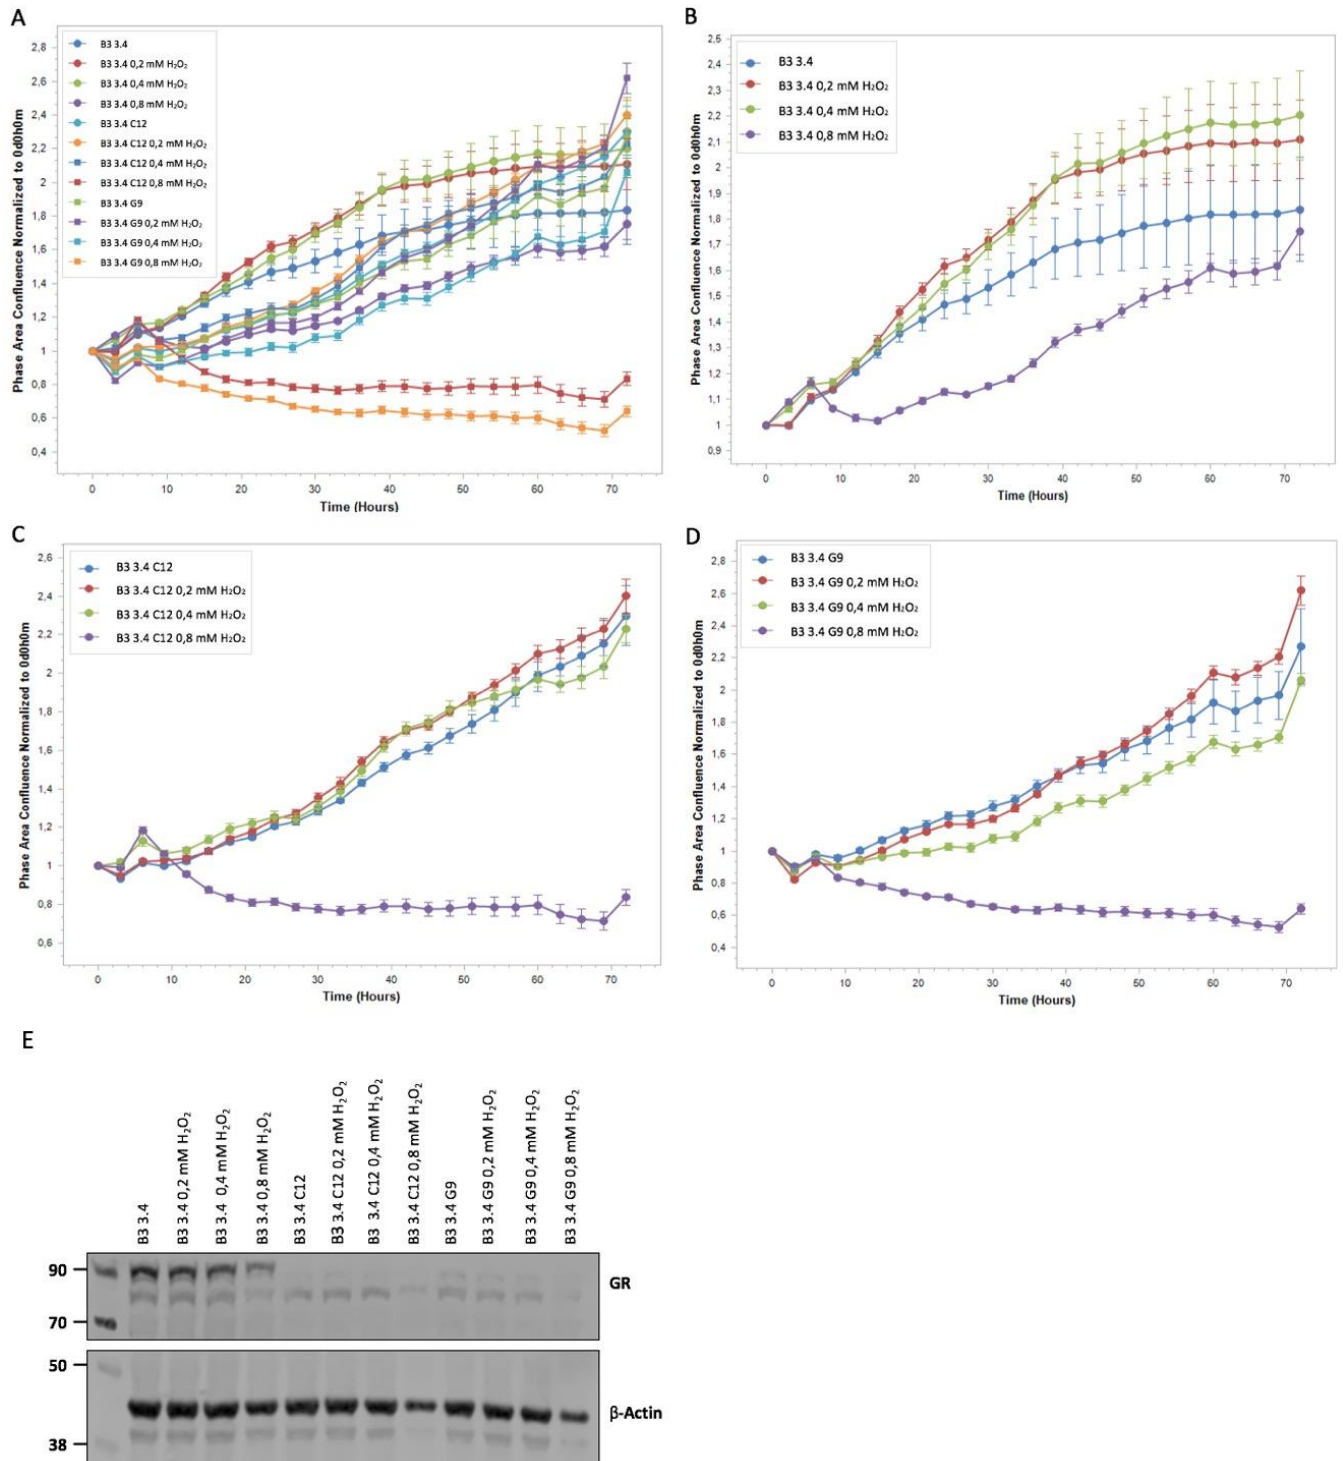 A
Phase Area Confluence Normalized to 0d0h0m
2,8
2,6
2,4
2,2
2
1,8
1,6
1,4
1,2
1
0,8
0,6
0,4
B3 3.4
B3 3.4 0,2 mM H₂O₂
B3 3.4 0,4 mM H₂O₂
B3 3.4 0,8 mM H₂O₂
B3 3.4 C12
B3 3.4 C12 0,2 mM H₂O₂
B3 3.4 C12 0,4 mM H₂O₂
B3 3.4 C12 0,8 mM H₂O₂
B3 3.4 G9
B3 3.4 G9 0,2 mM H₂O₂
B3 3.4 G9 0,4 mM H₂O₂
B3 3.4 G9 0,8 mM H₂O₂
0 10 20 30 40 50 60 70
Time (Hours)
B
Phase Area Confluence Normalized to 0d0h0m
2,5
2,4
2,3
2,2
2,1
2
1,9
1,8
1,7
1,6
1,5
1,4
1,3
1,2
1,1
1
0,9
B3 3.4
B3 3.4 0,2 mM H₂O₂
B3 3.4 0,4 mM H₂O₂
B3 3.4 0,8 mM H₂O₂
0 10 20 30 40 50 60 70
Time (Hours)
C
Phase Area Confluence Normalized to 0d0h0m
2,6
2,4
2,2
2
1,8
1,6
1,4
1,2
1
0,8
0,6
B3 3.4 C12
B3 3.4 C12 0,2 mM H₂O₂
B3 3.4 C12 0,4 mM H₂O₂
B3 3.4 C12 0,8 mM H₂O₂
0 10 20 30 40 50 60 70
Time (Hours)
D
Phase Area Confluence Normalized to 0d0h0m
2,8
2,6
2,4
2,2
2
1,8
1,6
1,4
1,2
1
0,8
0,6
0,4
B3 3.4 G9
B3 3.4 G9 0,2 mM H₂O₂
B3 3.4 G9 0,4 mM H₂O₂
B3 3.4 G9 0,8 mM H₂O₂
0 10 20 30 40 50 60 70
Time (Hours)
E
B3 3.4
B3 3.4 0,2 mM H₂O₂
B3 3.4 0,4 mM H₂O₂
B3 3.4 0,8 mM H₂O₂
B3 3.4 C12
B3 3.4 C12 0,2 mM H₂O₂
B3 3.4 C12 0,4 mM H₂O₂
B3 3.4 C12 0,8 mM H₂O₂
B3 3.4 G9
B3 3.4 G9 0,2 mM H₂O₂
B3 3.4 G9 0,4 mM H₂O₂
B3 3.4 G9 0,8 mM H₂O₂
90
70
GR
50
38
β-Actin